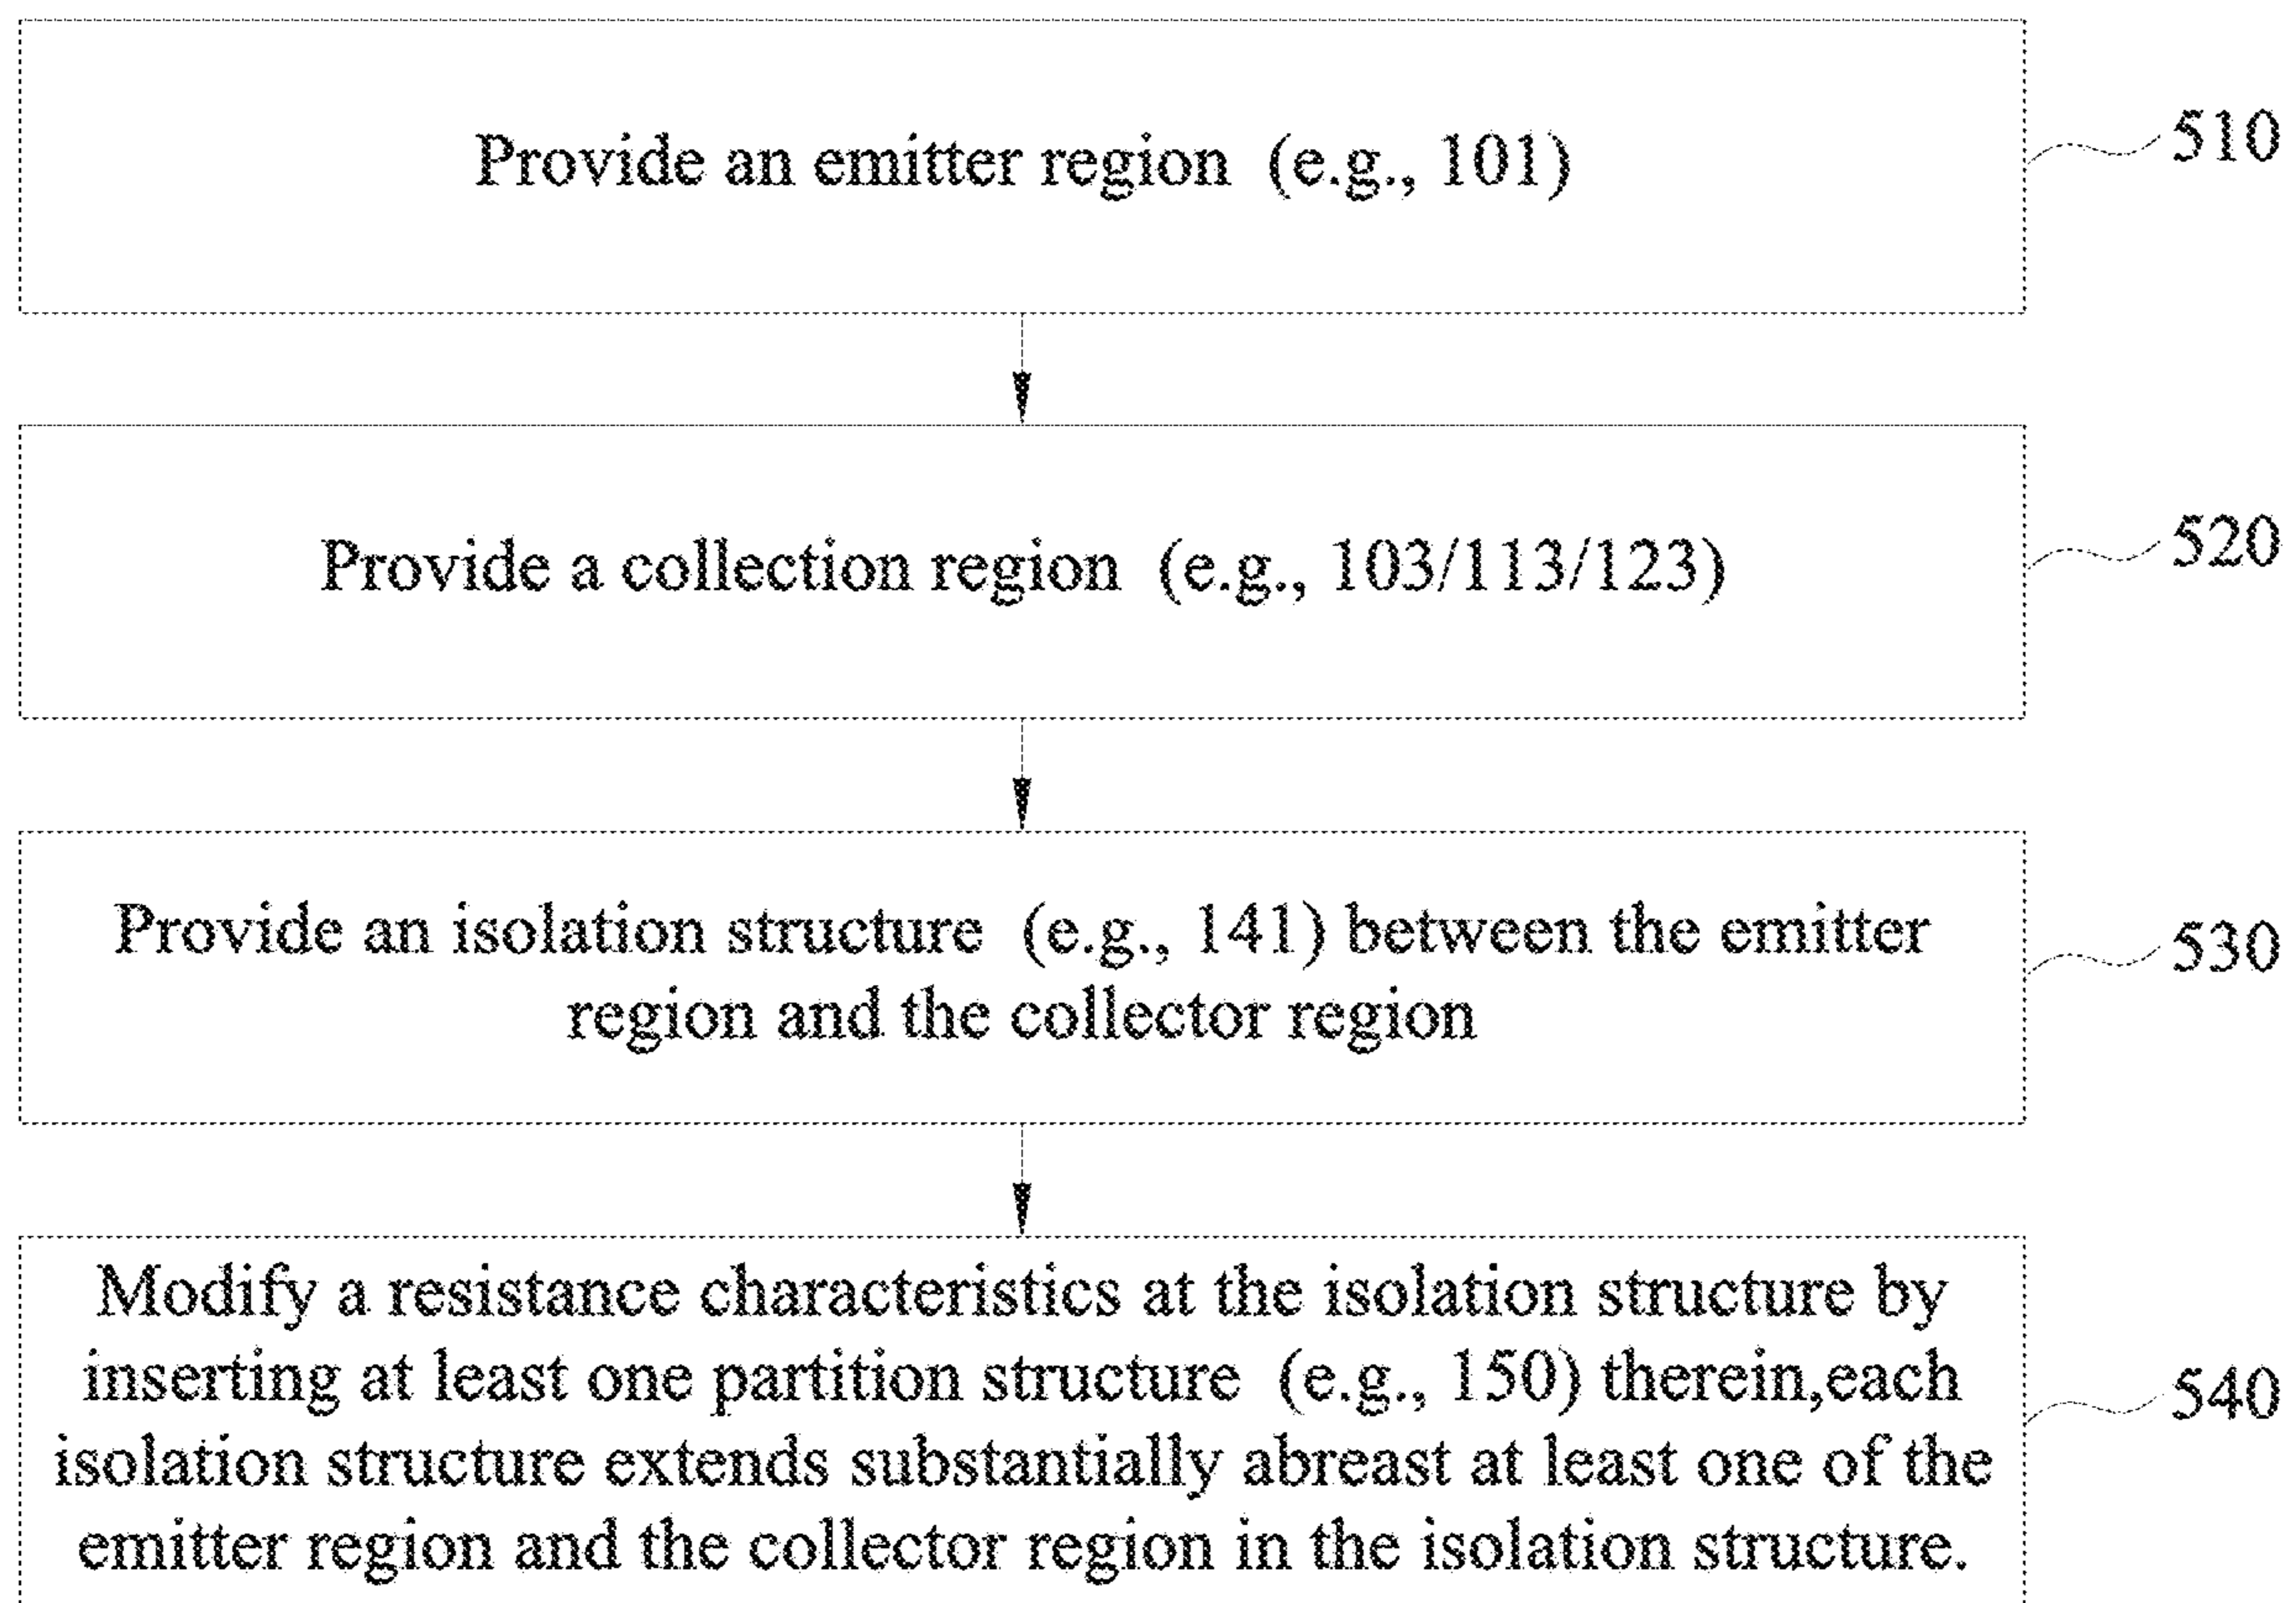 Provide an emitter region (e.g., 101)
510
Provide a collection region (e.g., 103/113/123)
520
Provide an isolation structure (e.g., 141) between the emitter
region and the collector region
530
Modify a resistance characteristics at the isolation structure by
inserting at least one partition structure (e.g., 150) therein,each
isolation structure extends substantially abreast at least one of the
emitter region and the collector region in the isolation structure.
540